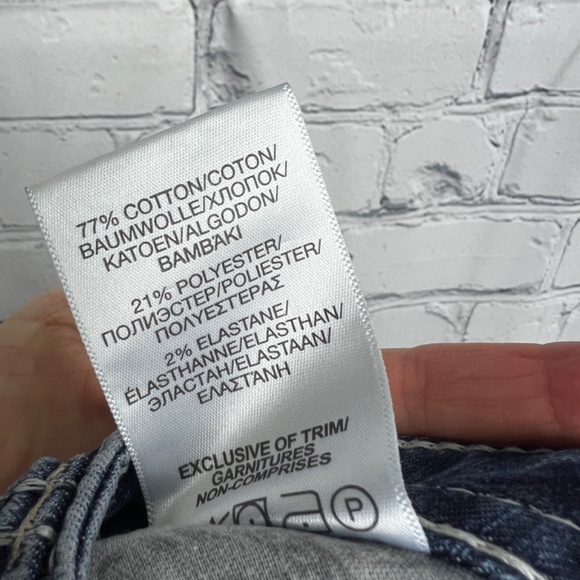 77% COTTON/COTON/
BAUMWOLLE/ХЛОПОК/
KATOEN/ALGODON/
BAMBAKI
21% POLYESTER/
ПОЛИЭСТЕР/POLIESTER/
ΠΟΛΥΕΣΤΕΡΑΣ
2% ELASTANE/
ÉLASTHANNE/ELASTHAN/
ЭЛАСТАН/ELASTAAN/
ΕΛΑΣΤΑΝΗ
EXCLUSIVE OF TRIM/
GARNITURES
NON-COMPRISES
P